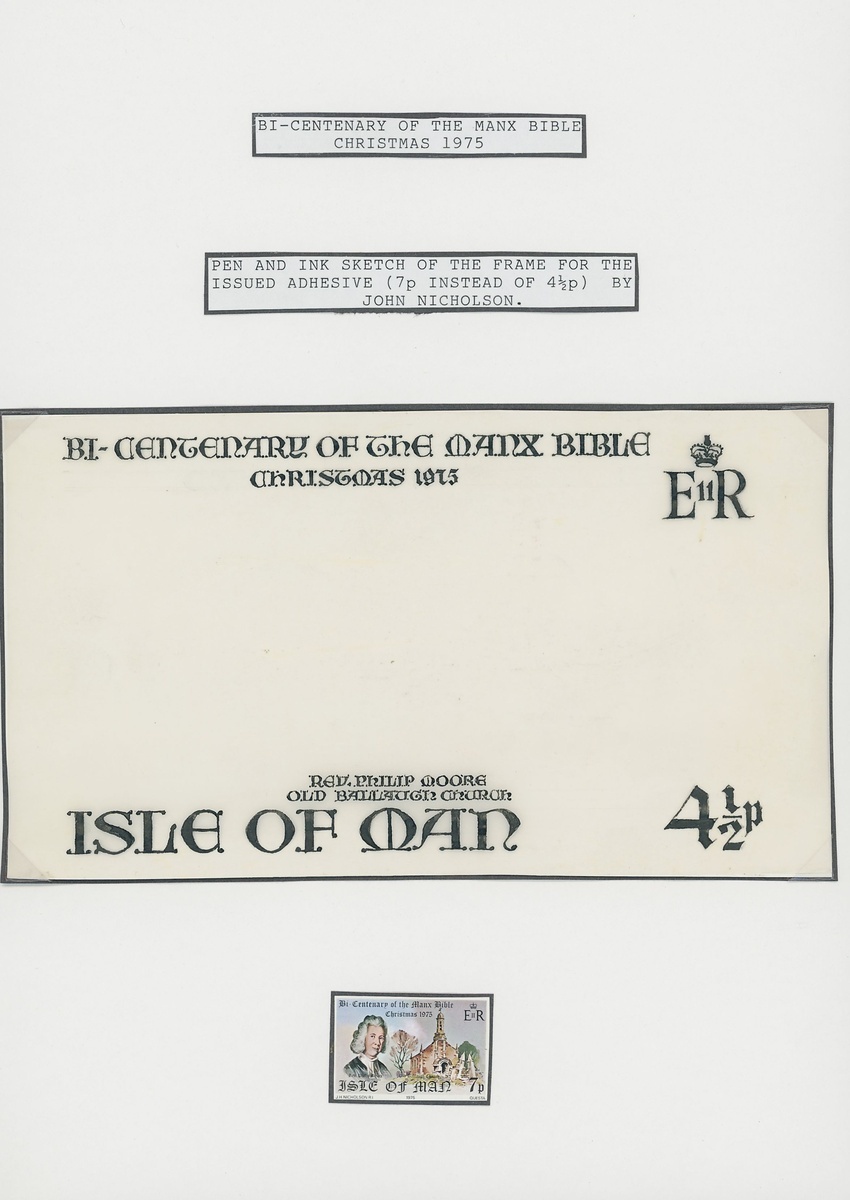 BI-CENTENARY OF THE MANX BIBLE
CHRISTMAS 1975
PEN AND INK SKETCH OF THE FRAME FOR THE
ISSUED ADHESIVE (7p INSTEAD OF 4½p) BY
JOHN NICHOLSON.
BI-CENTENARY OF THE MANX BIBLE
CHRISTMAS 1975
E11R
REV. PHILIP MOORE
OLD BALLAUGH CHURCH
ISLE OF MAN
4½p
Bi-Centenary of the Manx Bible
Christmas 1975
EIIR
ISLE OF MAN 7p
J.H.NICHOLSON R.I. 1975 QUESTA